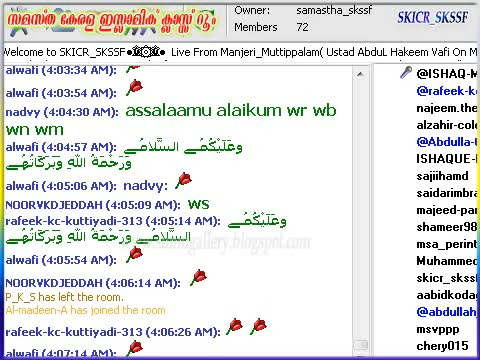 സമസ്ത കേരള ഇസ്ലാമിക് ക്ലാസ്സ് റൂം
Owner: samastha_skssf
Members 72
SKICR_SKSSF
Welcome to SKICR_SKSSF Live From Manjeri_Muttippalam( Ustad AbduL Hakeem Vafi On M
alwafi (4:03:34 AM):
alwafi (4:03:54 AM):
nadvy (4:04:30 AM): assalaamu alaikum wr wb
wn wm
alwafi (4:04:57 AM): وَعَلَيْكُمُ السَّلَامُ
وَرَحْمَةُ اللهِ وَبَرَكَاتُهُ
alwafi (4:05:06 AM): nadvy:
NOORVKDJEDDAH (4:05:09 AM): ws
rafeek-kc-kuttiyadi-313 (4:05:14 AM): وَعَلَيْكُمُ
السَّلَامُ وَرَحْمَةُ اللهِ وَبَرَكَاتُهُ
alwafi (4:05:54 AM):
NOORVKDJEDDAH (4:06:14 AM):
P_K_S has left the room.
Al-madeen-A has joined the room
rafeek-kc-kuttiyadi-313 (4:06:26 AM):
alwafi (4:07:14 AM):
@ISHAQ-M
@rafeek-k
najeem.the
alzahir-colo
@Abdulla-
ISHAQUE-
sajiihamd
saidarimbra
majeed-pan
shameer98
msa_perint
Muhammed
skicr_skssf
aabidkodag
@abdullah_
msvppp
chery015